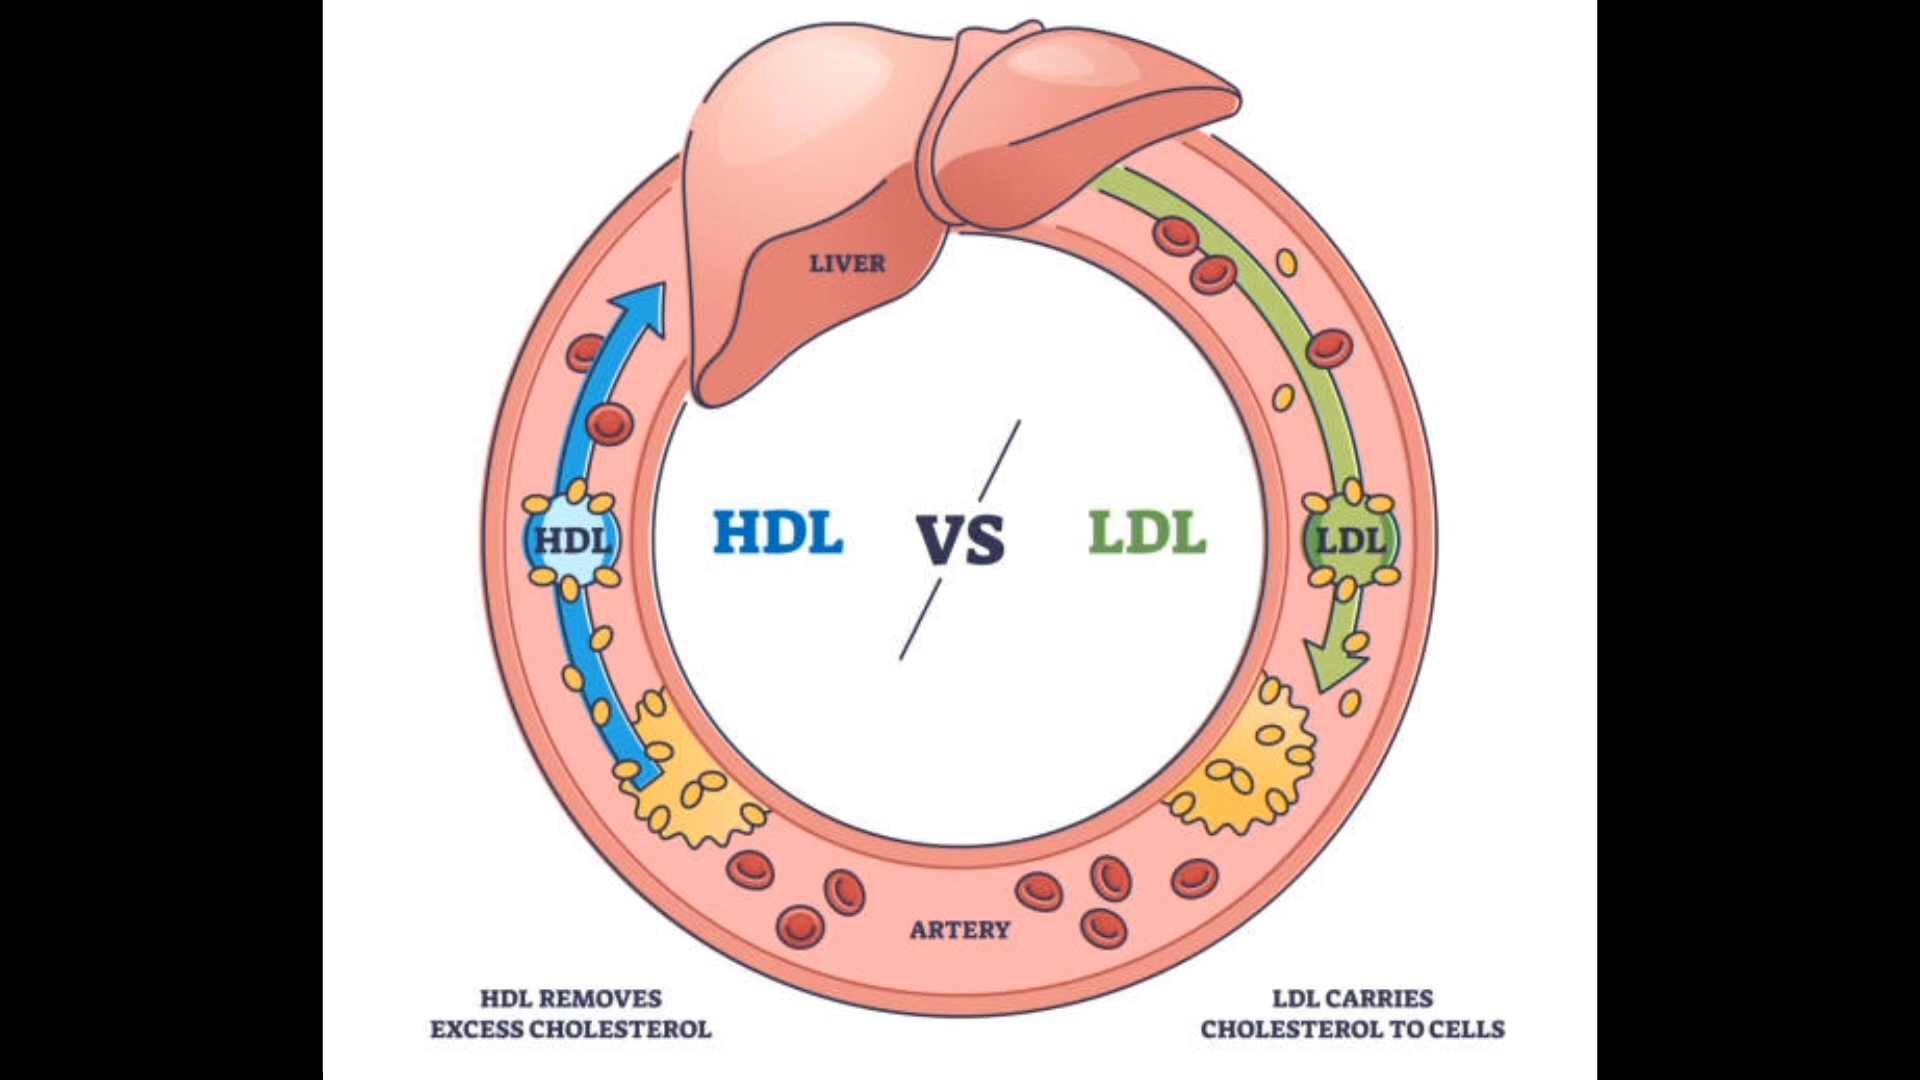 LIVER
HDL VS LDL
HDL
LDL
ARTERY
HDL REMOVES
EXCESS CHOLESTEROL
LDL CARRIES
CHOLESTEROL TO CELLS